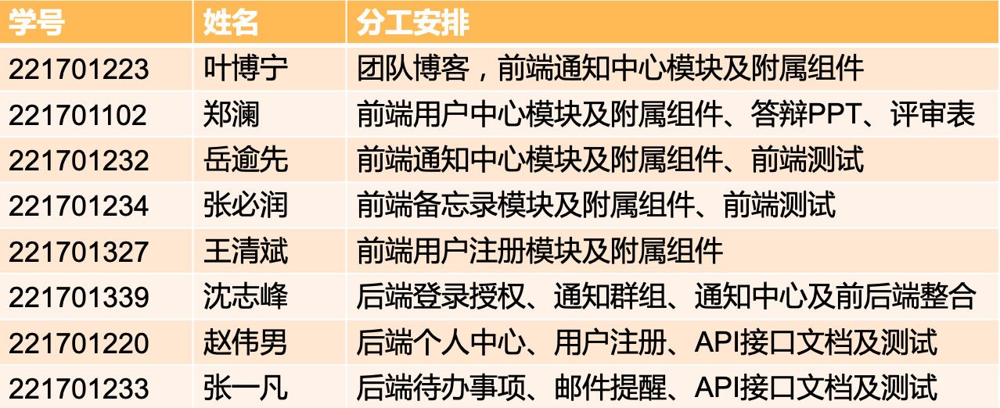 学号 姓名 分工安排
221701223 叶博宁 团队博客，前端通知中心模块及附属组件
221701102 郑澜 前端用户中心模块及附属组件、答辩PPT、评审表
221701232 岳逾先 前端通知中心模块及附属组件、前端测试
221701234 张必润 前端备忘录模块及附属组件、前端测试
221701327 王清斌 前端用户注册模块及附属组件
221701339 沈志峰 后端登录授权、通知群组、通知中心及前后端整合
221701220 赵伟男 后端个人中心、用户注册、API接口文档及测试
221701233 张一凡 后端待办事项、邮件提醒、API接口文档及测试